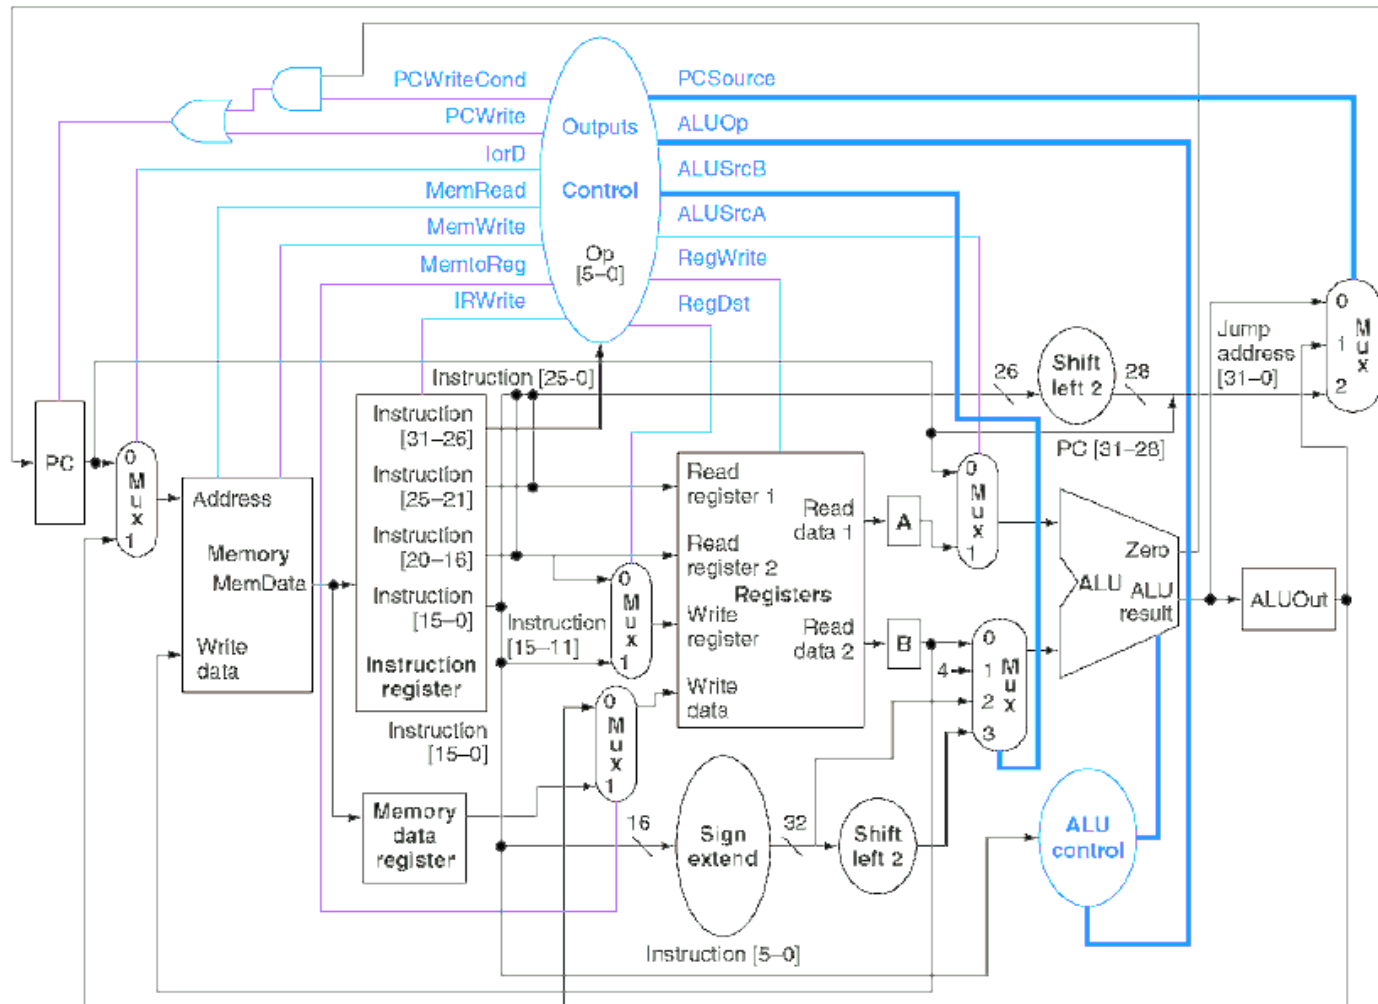 PCWriteCond
PCWrite
IorD
MemRead
MemWrite
MemtoReg
IRWrite
Outputs
Control
Op
[5–0]
PCSource
ALUOp
ALUSrcB
ALUSrcA
RegWrite
RegDst
Instruction [25-0]
26
Shift
left 2
28
Jump
address
[31–0]
0
1
2
M
u
x
PC [31–28]
PC
0
M
u
x
1
Address
Memory
MemData
Write
data
Instruction
[31–26]
Instruction
[25–21]
Instruction
[20–16]
Instruction
[15–0]
Instruction
register
Instruction
[15–11]
0
M
u
x
1
Read
register 1
Read
register 2
Registers
Write
register
Write
data
Read
data 1
Read
data 2
A
B
0
M
u
x
1
4
0
1
2
3
M
u
x
Zero
ALU
ALU
result
ALUOut
Instruction
[15–0]
0
M
u
x
1
Memory
data
register
16
Sign
extend
32
Shift
left 2
ALU
control
Instruction [5–0]